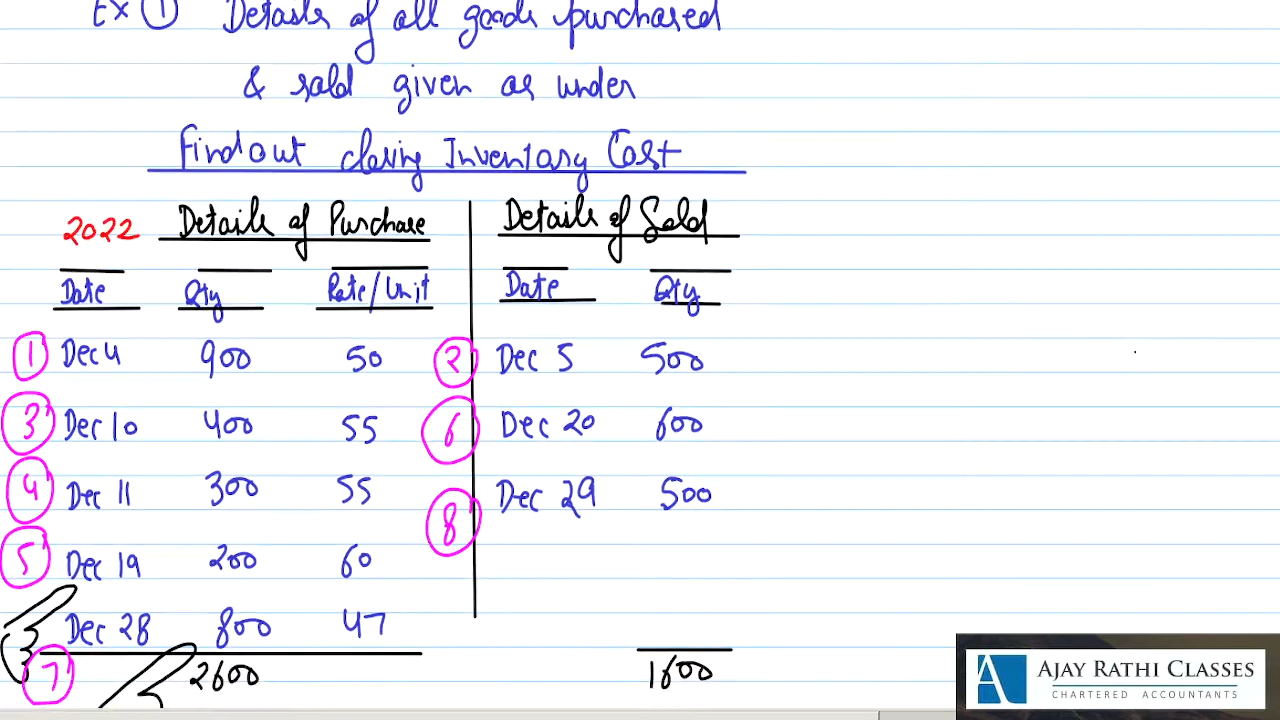 Ex ① Details of all goods purchased
& sold given as under
Find out closing Inventory Cost
2022 Details of Purchase Details of Sold
Date Qty Rate/Unit Date Qty
1 Dec 4 900 50 2 Dec 5 500
3 Dec 10 400 55 6 Dec 20 600
4 Dec 11 300 55 8 Dec 29 500
5 Dec 19 200 60
7 Dec 28 800 47
2600 1600
AJAY RATHI CLASSES
CHARTERED ACCOUNTANTS